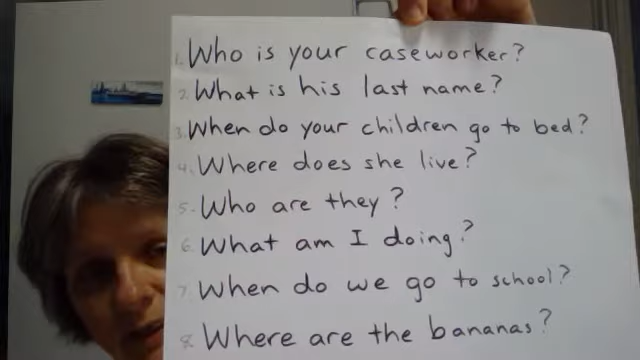 1. Who is your caseworker?
2. What is his last name?
3. When do your children go to bed?
4. Where does she live?
5. Who are they?
6. What am I doing?
7. When do we go to school?
8. Where are the bananas?